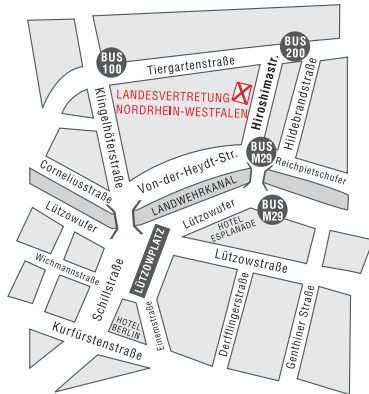 BUS
100
BUS
200
Tiergartenstraße
Hiroshimastr.
Hildebrandstraße
Klingelhöferstraße
LANDESVERTRETUNG
NORDRHEIN-WESTFALEN
BUS
M29
Von-der-Heydt-Str.
Reichpietschufer
Corneliusstraße
LANDWEHRKANAL
Lützowufer
Lützowufer
BUS
M29
HOTEL
ESPLANADE
Wichmannstraße
Schillstraße
LÜTZOWPLATZ
Lützowstraße
HOTEL
BERLIN
Einemstraße
Kurfürstenstraße
Derfflingerstraße
Genthiner Straße